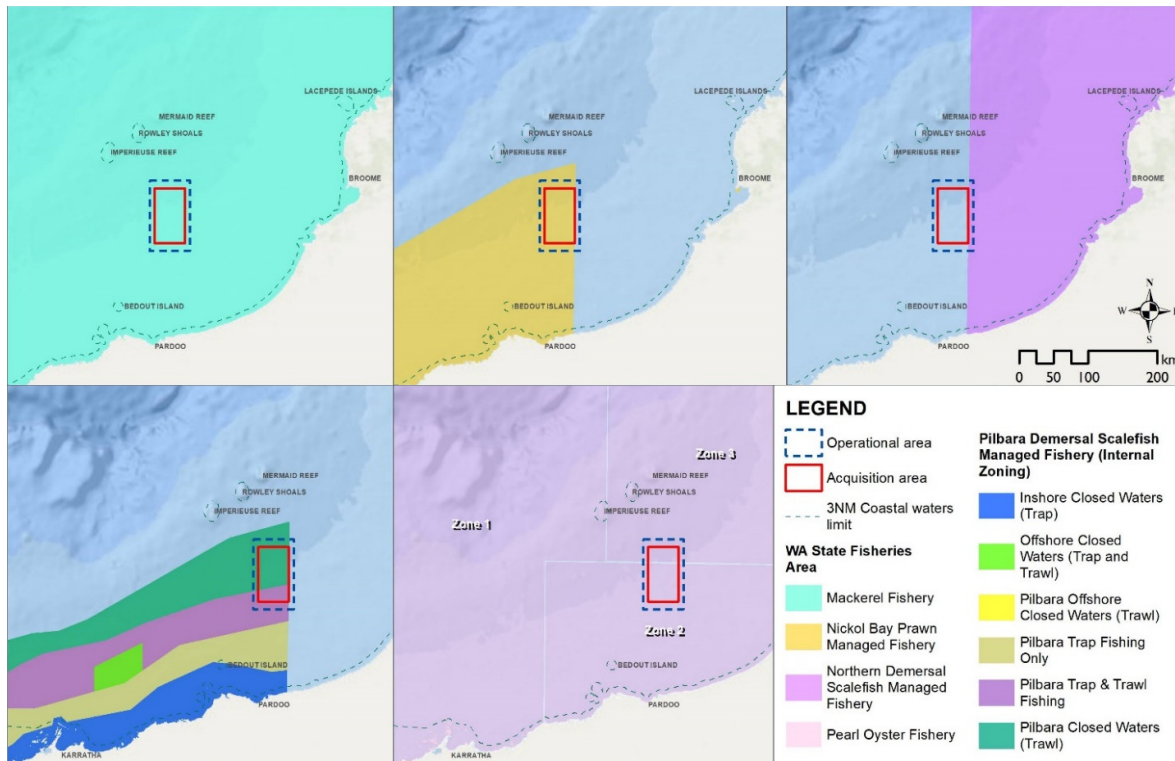 LACEPEDE ISLANDS
MERMAID REEF
ROWLEY SHOALS
IMPERIEUSE REEF
BROOME
BEDOUT ISLAND
PARDOO
LACEPEDE ISLANDS
MERMAID REEF
ROWLEY SHOALS
IMPERIEUSE REEF
BROOME
BEDOUT ISLAND
PARDOO
LACEPEDE ISLANDS
MERMAID REEF
ROWLEY SHOALS
IMPERIEUSE REEF
BROOME
BEDOUT ISLAND
PARDOO
N
W
E
S
km
0 50 100 200
MERMAID REEF
ROWLEY SHOALS
IMPERIEUSE REEF
BEDOUT ISLAND
PARDOO
KARRATHA
Zone 3
MERMAID REEF
ROWLEY SHOALS
IMPERIEUSE REEF
Zone 1
Zone 2
BEDOUT ISLAND
PARDOO
KARRATHA
LEGEND
Operational area
Acquisition area
3NM Coastal waters
limit
WA State Fisheries
Area
Mackerel Fishery
Nickol Bay Prawn
Managed Fishery
Northern Demersal
Scalefish Managed
Fishery
Pearl Oyster Fishery
Pilbara Demersal Scalefish
Managed Fishery (Internal
Zoning)
Inshore Closed Waters
(Trap)
Offshore Closed
Waters (Trap and
Trawl)
Pilbara Offshore
Closed Waters (Trawl)
Pilbara Trap Fishing
Only
Pilbara Trap & Trawl
Fishing
Pilbara Closed Waters
(Trawl)